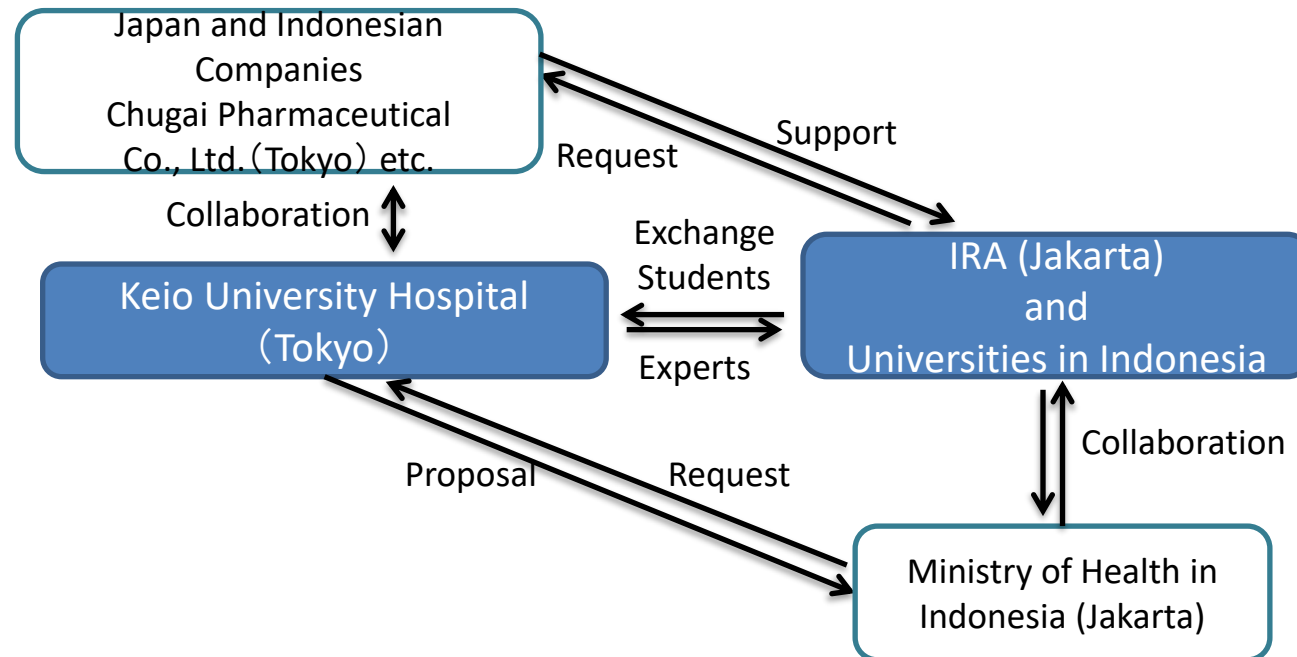 Japan and Indonesian
Companies
Chugai Pharmaceutical
Co., Ltd.（Tokyo） etc.
Support
Request
Collaboration
Exchange
Students
Keio University Hospital
（Tokyo）
IRA (Jakarta)
and
Universities in Indonesia
Experts
Collaboration
Proposal
Request
Ministry of Health in
Indonesia (Jakarta)